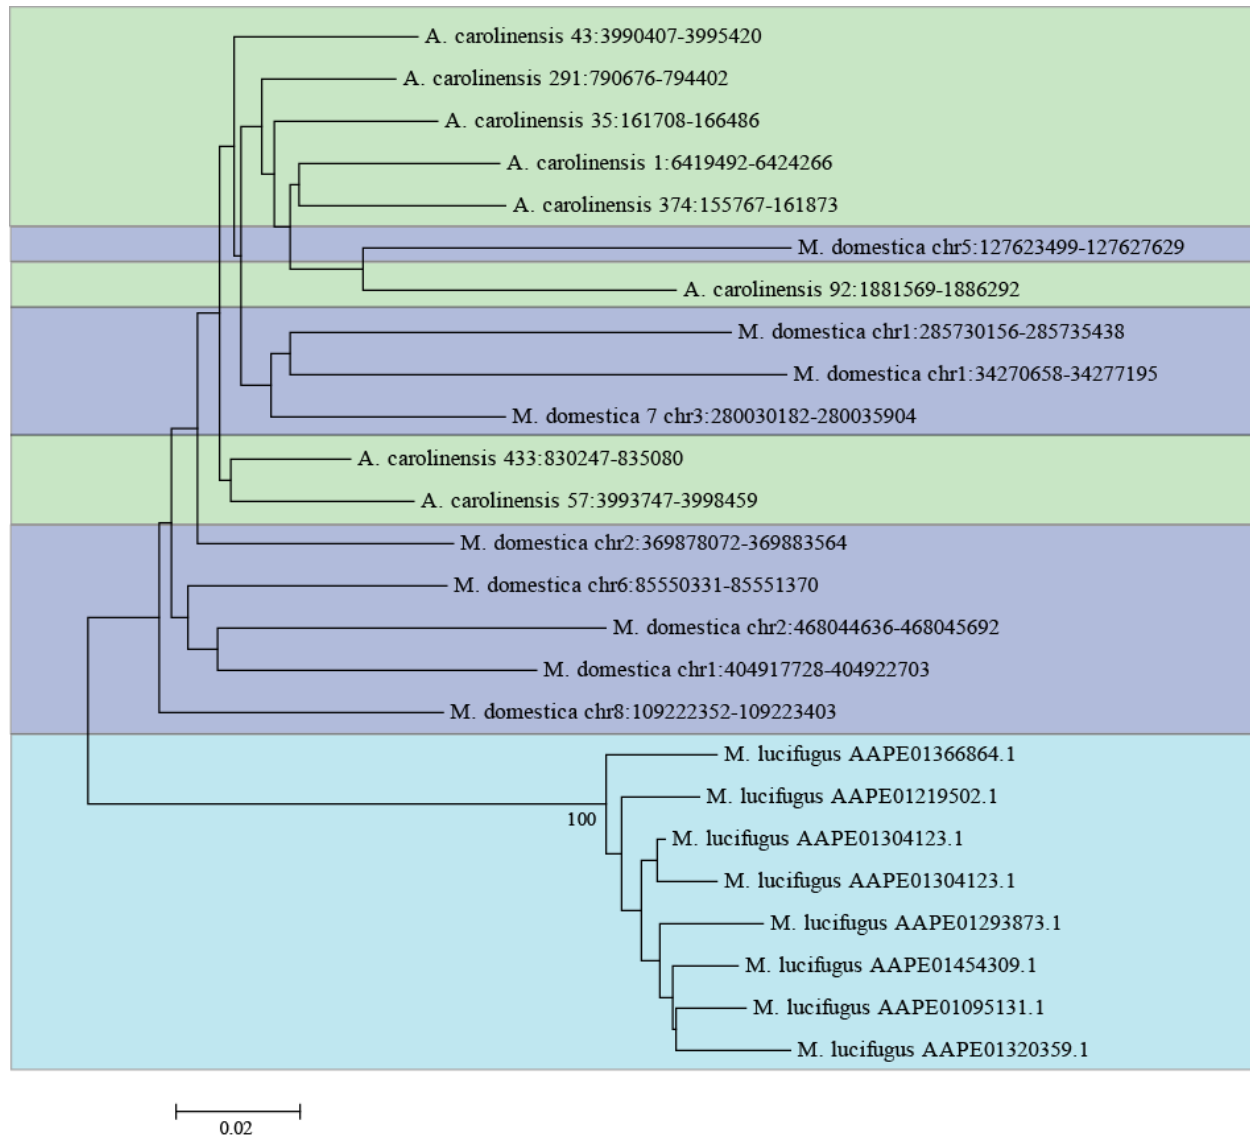 A. carolinensis 43:3990407-3995420
A. carolinensis 291:790676-794402
A. carolinensis 35:161708-166486
A. carolinensis 1:6419492-6424266
A. carolinensis 374:155767-161873
M. domestica chr5:127623499-127627629
A. carolinensis 92:1881569-1886292
M. domestica chr1:285730156-285735438
M. domestica chr1:34270658-34277195
M. domestica 7 chr3:280030182-280035904
A. carolinensis 433:830247-835080
A. carolinensis 57:3993747-3998459
M. domestica chr2:369878072-369883564
M. domestica chr6:85550331-85551370
M. domestica chr2:468044636-468045692
M. domestica chr1:404917728-404922703
M. domestica chr8:109222352-109223403
M. lucifugus AAPE01366864.1
M. lucifugus AAPE01219502.1
100
M. lucifugus AAPE01304123.1
M. lucifugus AAPE01304123.1
M. lucifugus AAPE01293873.1
M. lucifugus AAPE01454309.1
M. lucifugus AAPE01095131.1
M. lucifugus AAPE01320359.1
0.02